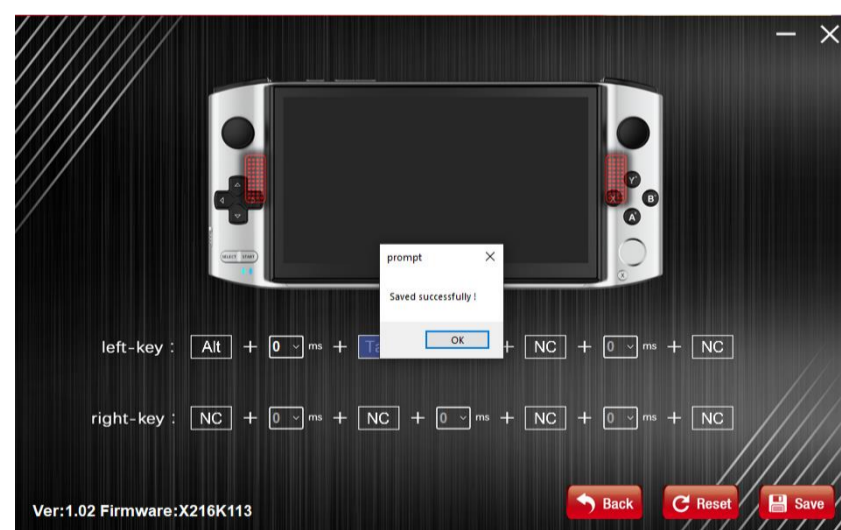 Y
X B
A
SELECT START
prompt
Saved successfully !
OK
left-key : Alt + 0 ms + Ta + NC + 0 ms + NC
right-key : NC + 0 ms + NC + 0 ms + NC + 0 ms + NC
Ver:1.02 Firmware:X216K113
Back
Reset
Save